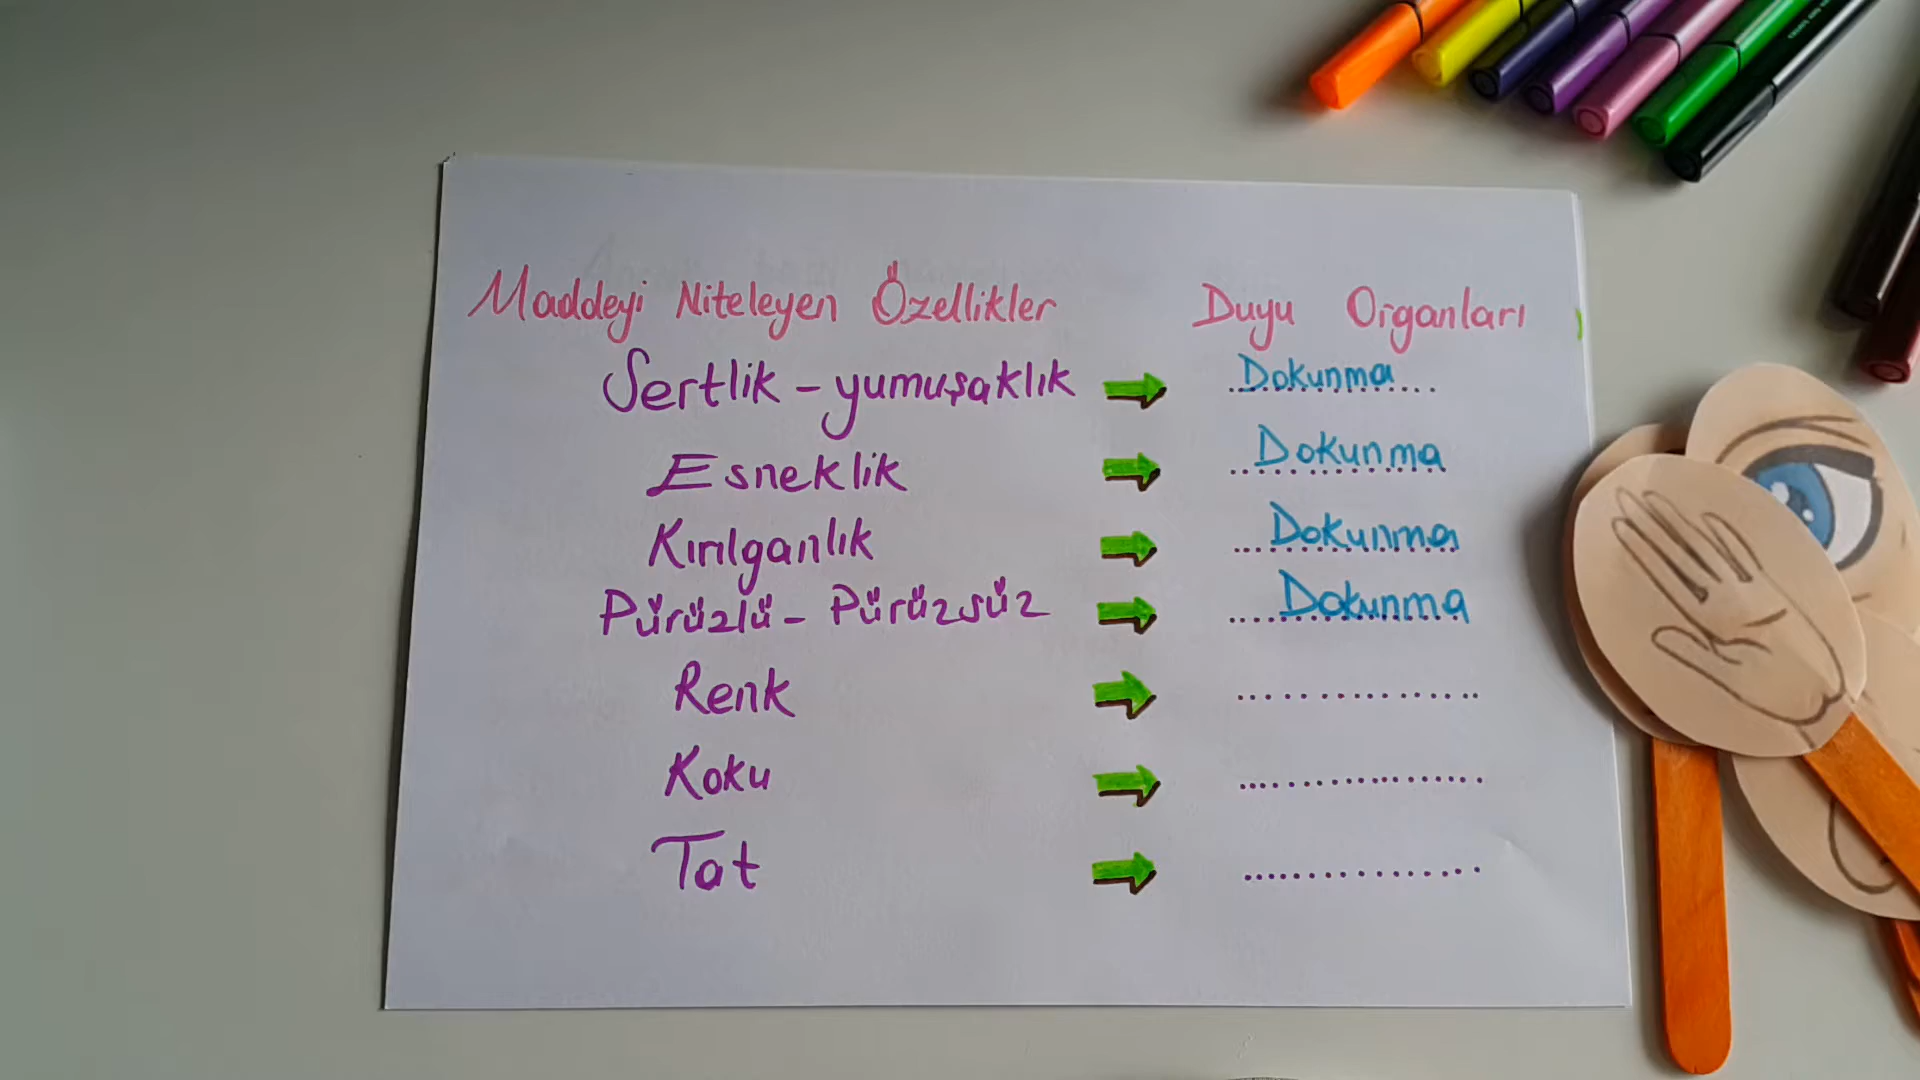 Maddeyi Niteleyen Özellikler Duyu Organları
Sertlik - yumuşaklık Dokunma
Esneklik Dokunma
Kırılganlık Dokunma
Pürüzlü - Pürüzsüz Dokunma
Renk ...............
Koku ...............
Tat ...............